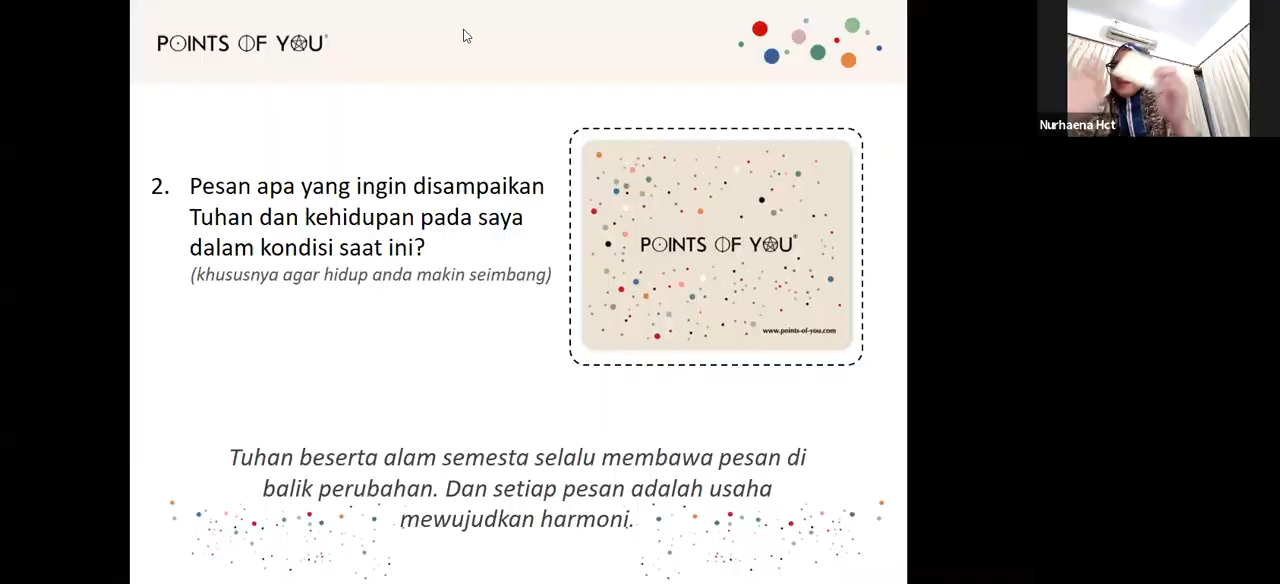 POINTS OF YOU®
Nurhaena Hct
2. Pesan apa yang ingin disampaikan
Tuhan dan kehidupan pada saya
dalam kondisi saat ini?
(khususnya agar hidup anda makin seimbang)
POINTS OF YOU®
www.points-of-you.com
Tuhan beserta alam semesta selalu membawa pesan di
balik perubahan. Dan setiap pesan adalah usaha
mewujudkan harmoni.